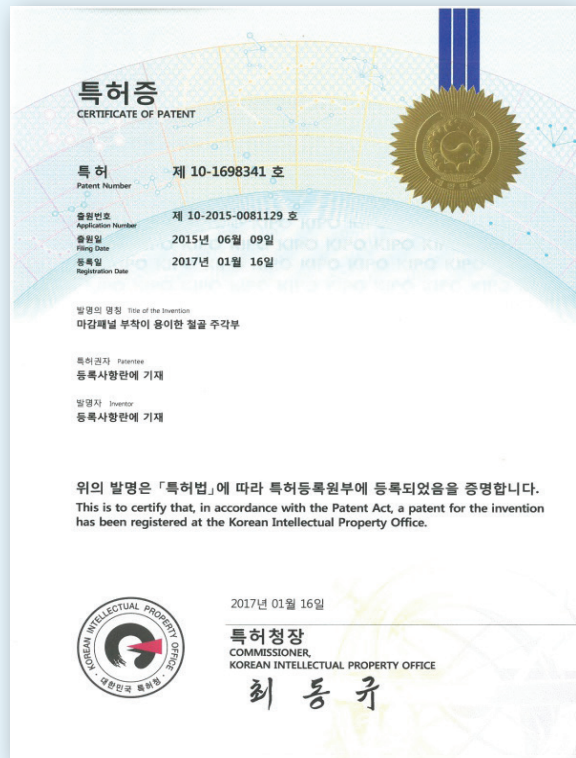 특허증
CERTIFICATE OF PATENT
특 허 제 10-1698341 호
Patent Number
출원번호 제 10-2015-0081129 호
Application Number
출원일 2015년 06월 09일
Filing Date
등록일 2017년 01월 16일
Registration Date
발명의 명칭 Title of the Invention
마감패널 부착이 용이한 철골 주각부
특허권자 Patentee
등록사항란에 기재
발명자 Inventor
등록사항란에 기재
위의 발명은 「특허법」에 따라 특허등록원부에 등록되었음을 증명합니다.
This is to certify that, in accordance with the Patent Act, a patent for the invention
has been registered at the Korean Intellectual Property Office.
2017년 01월 16일
특허청장
COMMISSIONER,
KOREAN INTELLECTUAL PROPERTY OFFICE
최동규
KOREAN INTELLECTUAL PROPERTY OFFICE
대한민국 특허청